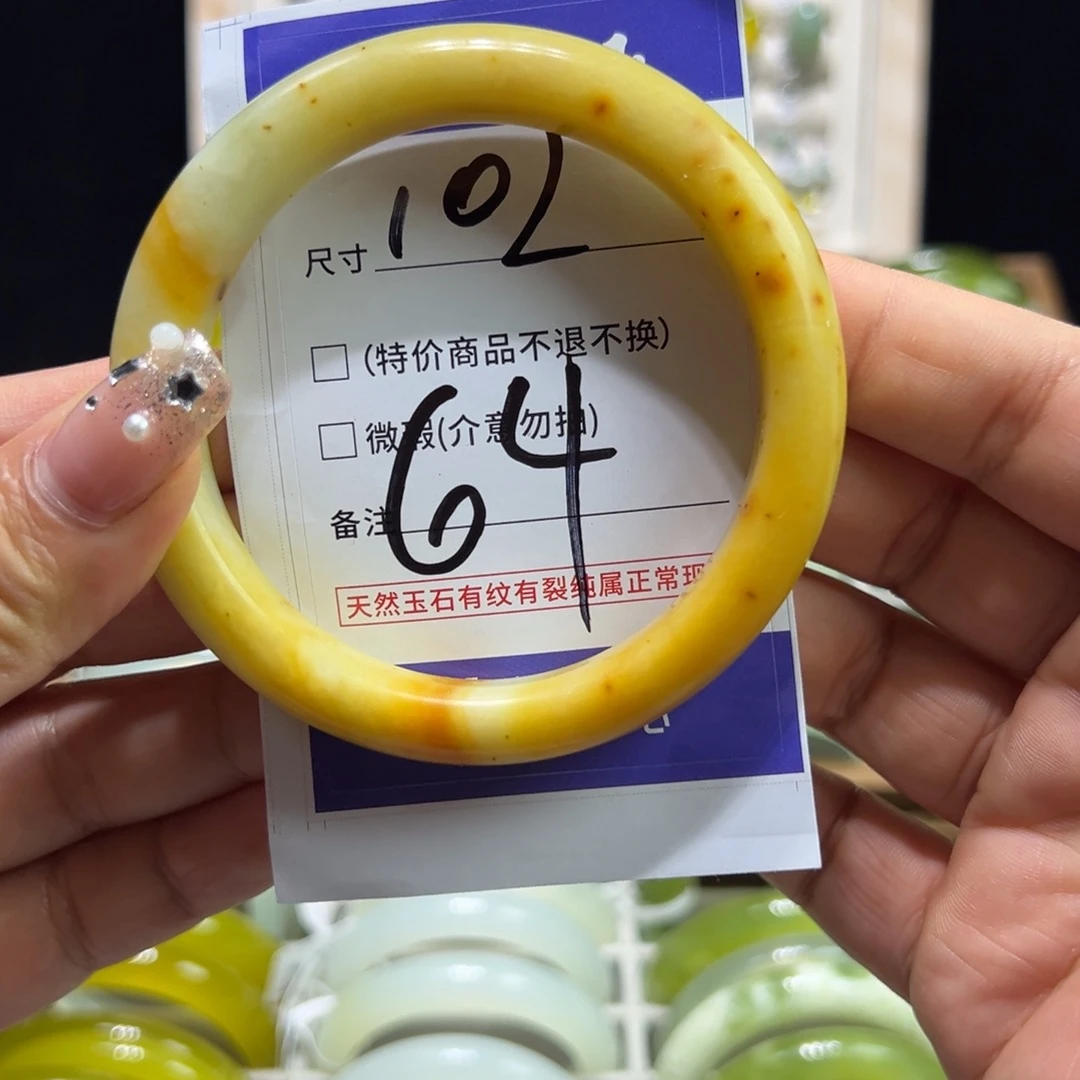 尺寸 102
□ (特价商品不退不换)
□ 微瑕(介意勿拍)
备注 64
天然玉石有纹有裂纯属正常现